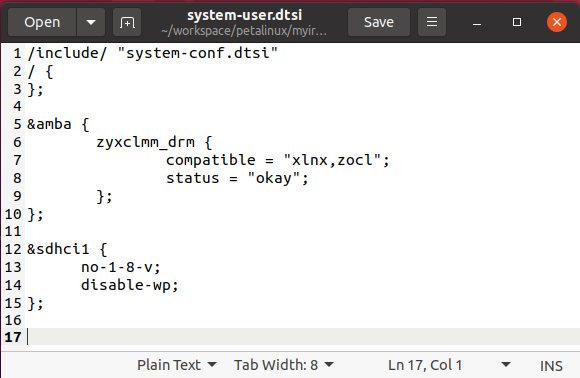 Open
system-user.dtsi
~/workspace/petalinux/myir…
Save
1 /include/ "system-conf.dtsi"
2 / {
3 };
4
5 &amba {
6         zyxclmm_drm {
7                 compatible = "xlnx,zocl";
8                 status = "okay";
9         };
10 };
11
12 &sdhci1 {
13       no-1-8-v;
14       disable-wp;
15 };
16
17
Plain Text Tab Width: 8 Ln 17, Col 1 INS